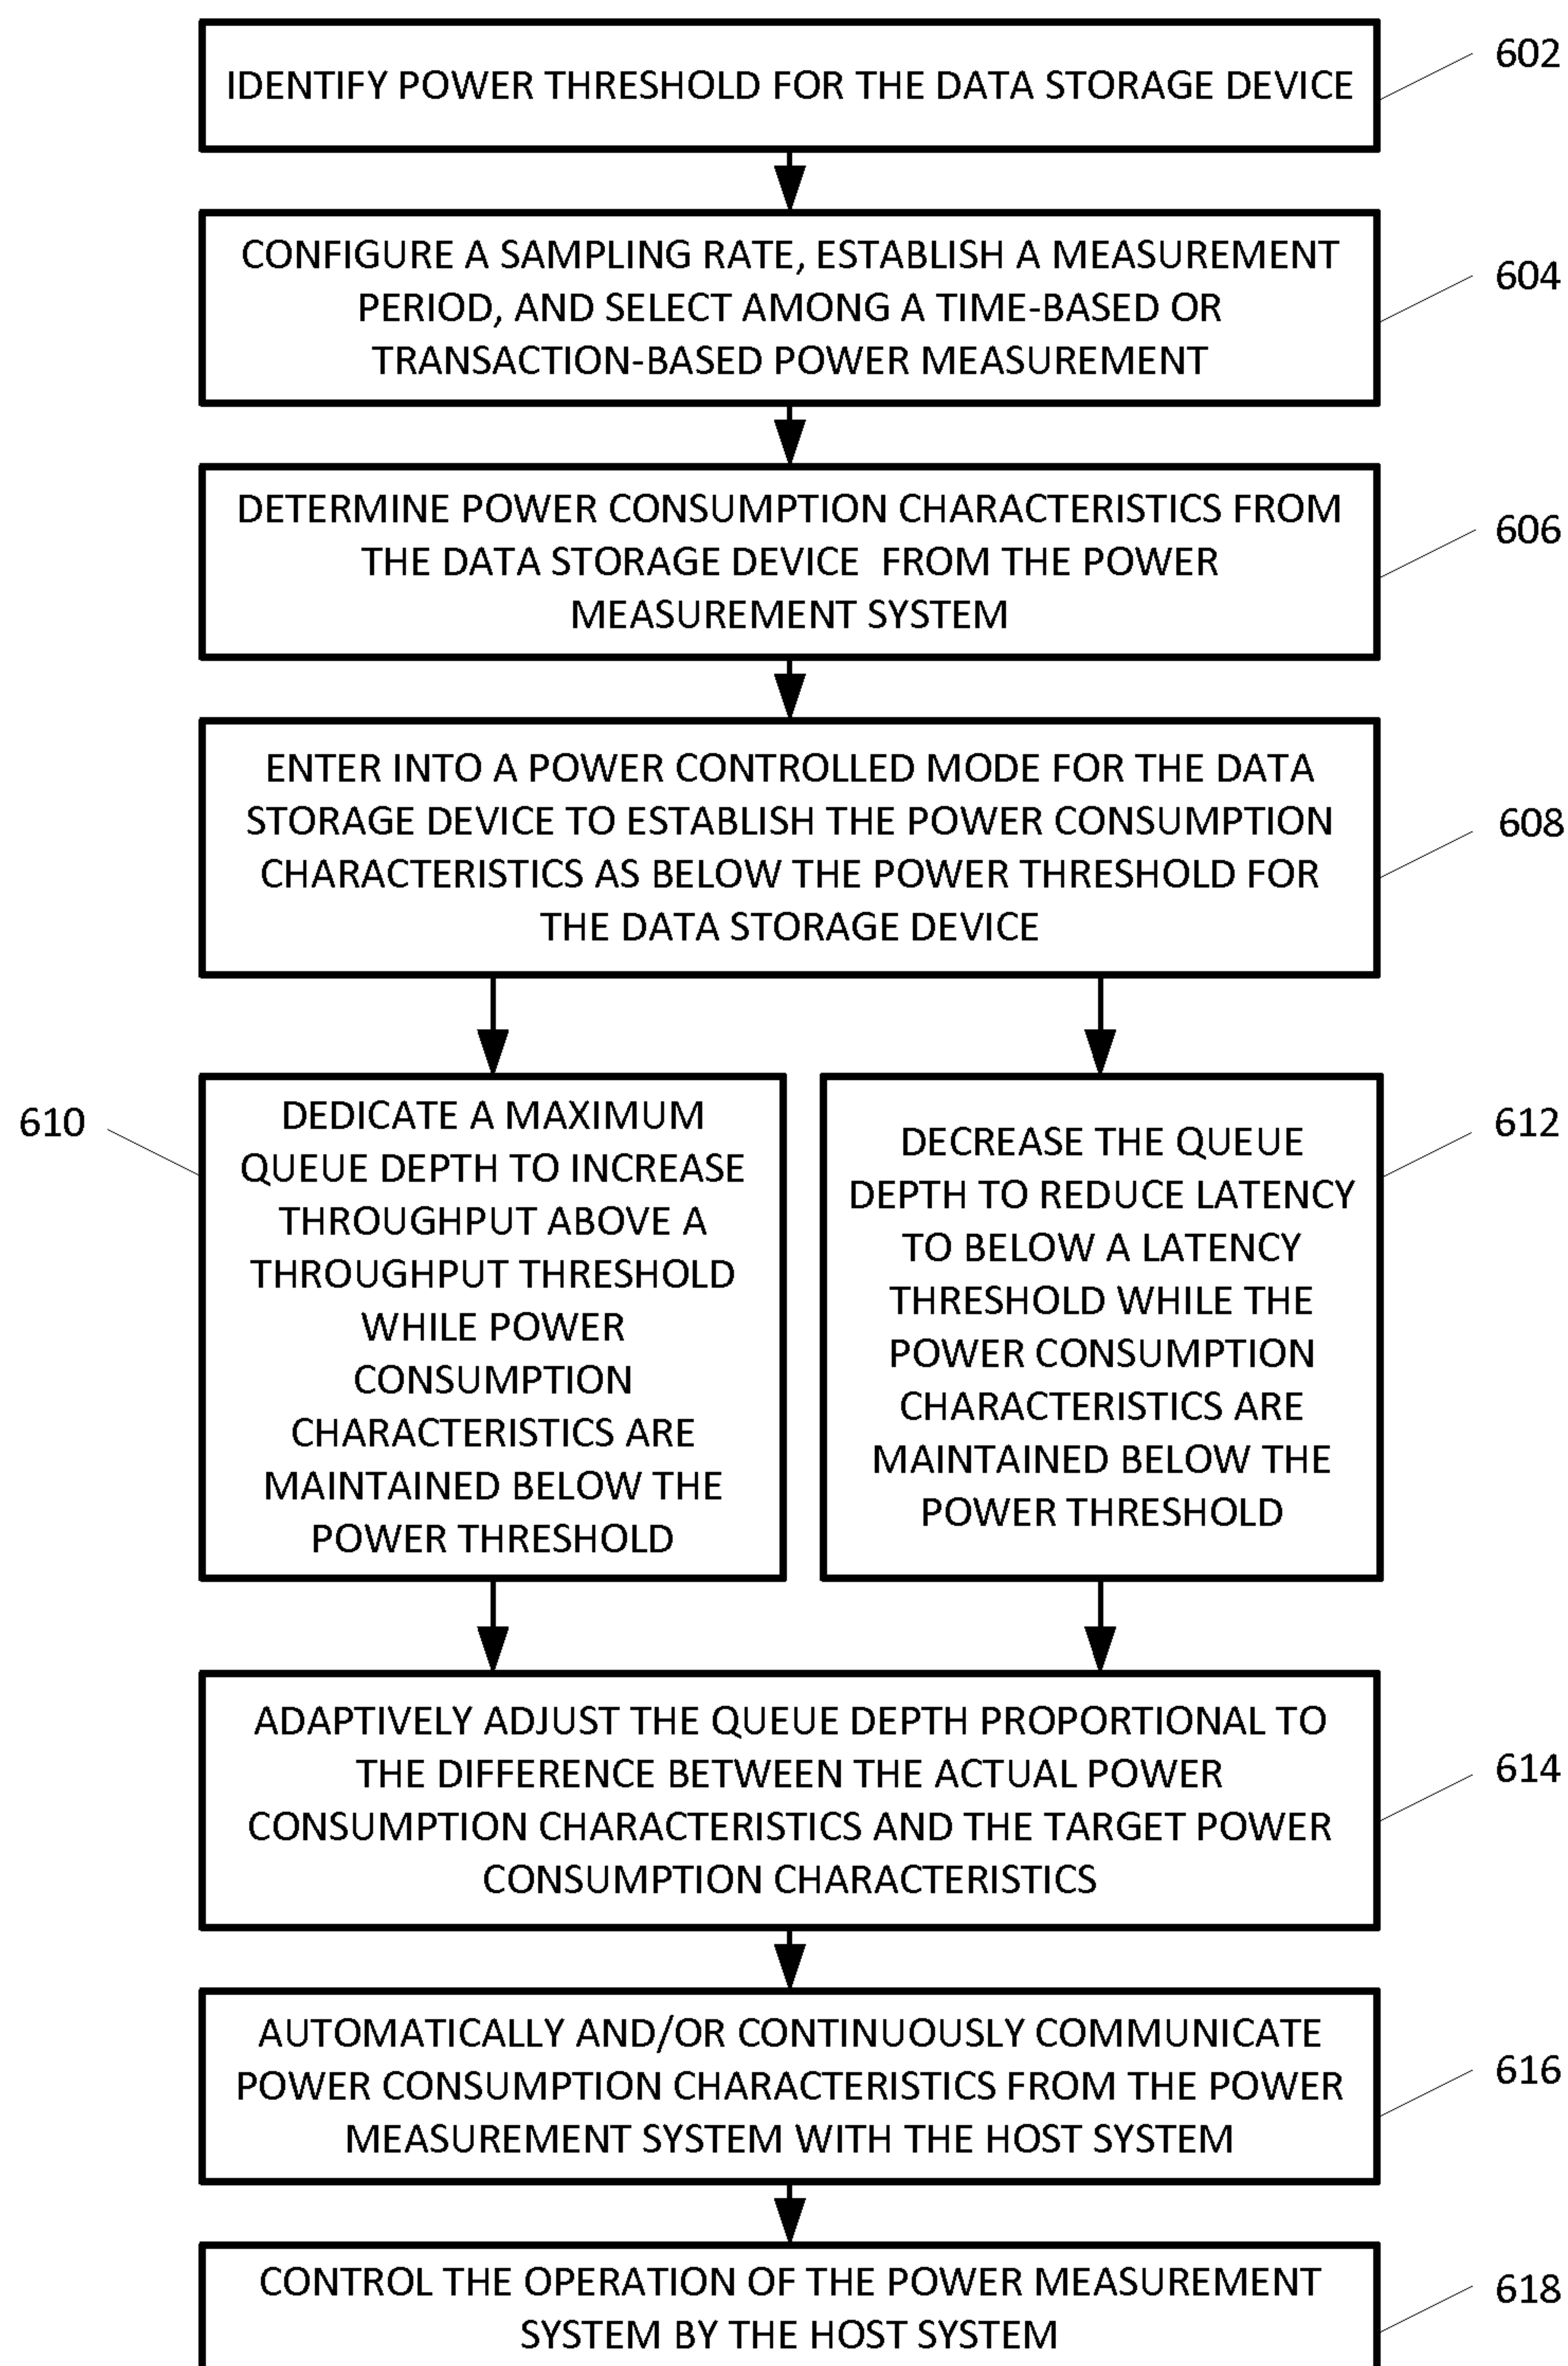 IDENTIFY POWER THRESHOLD FOR THE DATA STORAGE DEVICE
602
CONFIGURE A SAMPLING RATE, ESTABLISH A MEASUREMENT
PERIOD, AND SELECT AMONG A TIME-BASED OR
TRANSACTION-BASED POWER MEASUREMENT
604
DETERMINE POWER CONSUMPTION CHARACTERISTICS FROM
THE DATA STORAGE DEVICE FROM THE POWER
MEASUREMENT SYSTEM
606
ENTER INTO A POWER CONTROLLED MODE FOR THE DATA
STORAGE DEVICE TO ESTABLISH THE POWER CONSUMPTION
CHARACTERISTICS AS BELOW THE POWER THRESHOLD FOR
THE DATA STORAGE DEVICE
608
610
DEDICATE A MAXIMUM
QUEUE DEPTH TO INCREASE
THROUGHPUT ABOVE A
THROUGHPUT THRESHOLD
WHILE POWER
CONSUMPTION
CHARACTERISTICS ARE
MAINTAINED BELOW THE
POWER THRESHOLD
DECREASE THE QUEUE
DEPTH TO REDUCE LATENCY
TO BELOW A LATENCY
THRESHOLD WHILE THE
POWER CONSUMPTION
CHARACTERISTICS ARE
MAINTAINED BELOW THE
POWER THRESHOLD
612
ADAPTIVELY ADJUST THE QUEUE DEPTH PROPORTIONAL TO
THE DIFFERENCE BETWEEN THE ACTUAL POWER
CONSUMPTION CHARACTERISTICS AND THE TARGET POWER
CONSUMPTION CHARACTERISTICS
614
AUTOMATICALLY AND/OR CONTINUOUSLY COMMUNICATE
POWER CONSUMPTION CHARACTERISTICS FROM THE POWER
MEASUREMENT SYSTEM WITH THE HOST SYSTEM
616
CONTROL THE OPERATION OF THE POWER MEASUREMENT
SYSTEM BY THE HOST SYSTEM
618